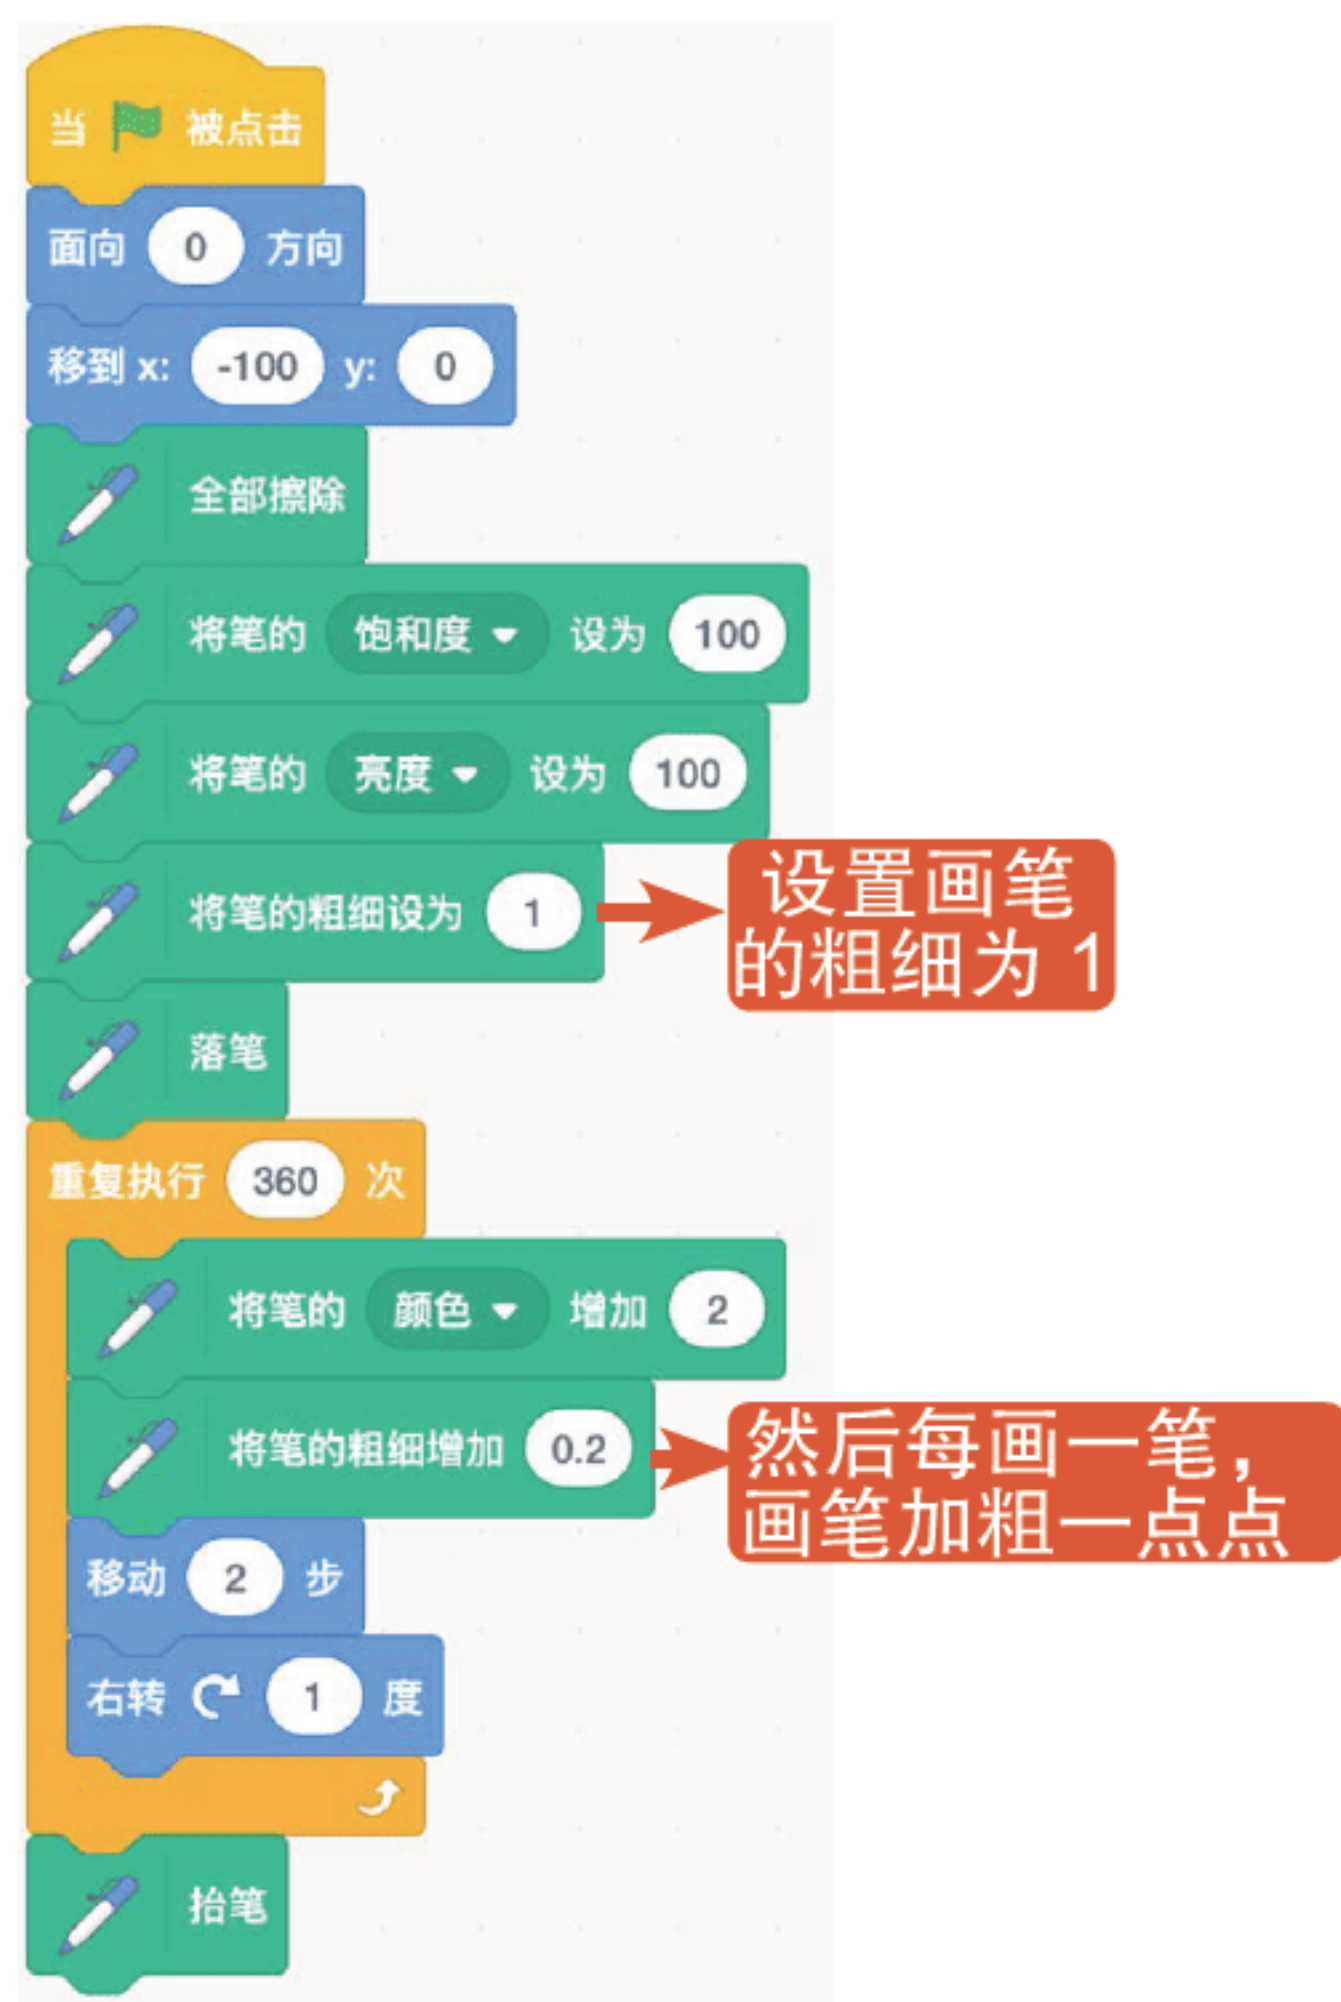 当 被点击
面向 0 方向
移到 x: -100 y: 0
全部擦除
将笔的 饱和度 设为 100
将笔的 亮度 设为 100
将笔的粗细设为 1
设置画笔
的粗细为 1
落笔
重复执行 360 次
将笔的 颜色 增加 2
将笔的粗细增加 0.2
然后每画一笔，
画笔加粗一点点
移动 2 步
右转 1 度
抬笔